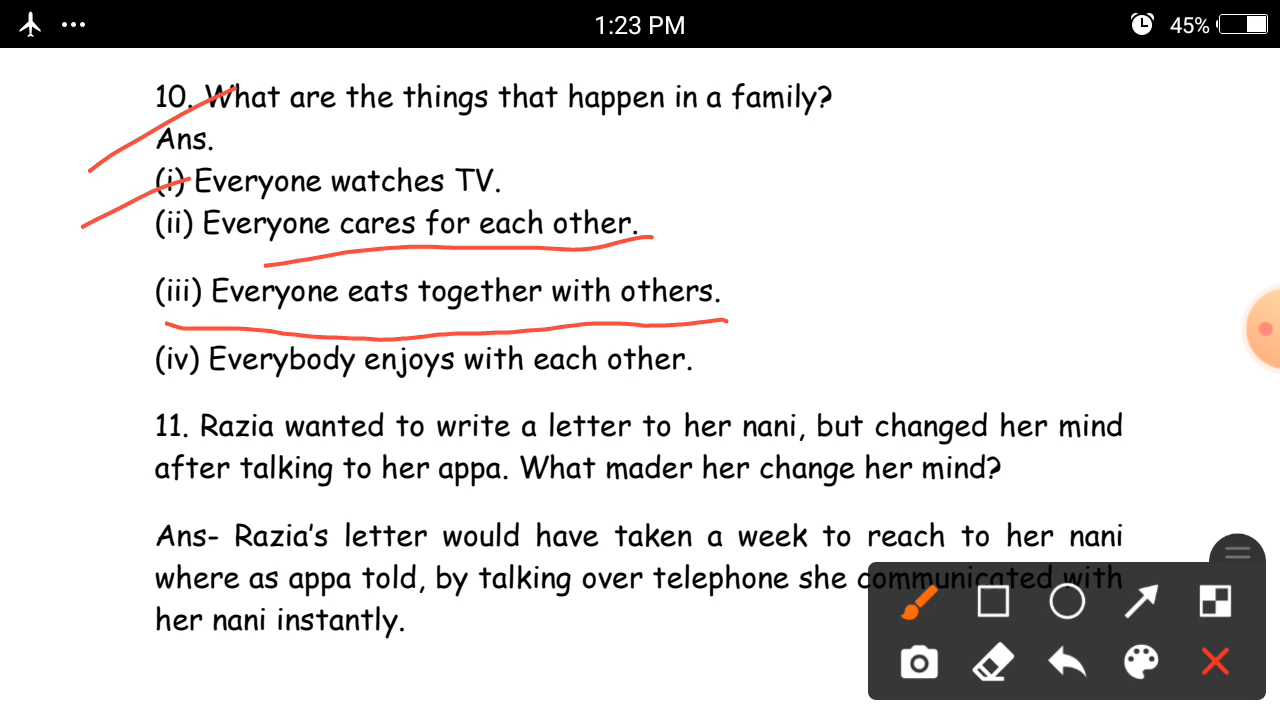 1:23 PM
45%
10. What are the things that happen in a family?
Ans.
(i) Everyone watches TV.
(ii) Everyone cares for each other.
(iii) Everyone eats together with others.
(iv) Everybody enjoys with each other.
11. Razia wanted to write a letter to her nani, but changed her mind
after talking to her appa. What mader her change her mind?
Ans- Razia’s letter would have taken a week to reach to her nani
where as appa told, by talking over telephone she communicated with
her nani instantly.